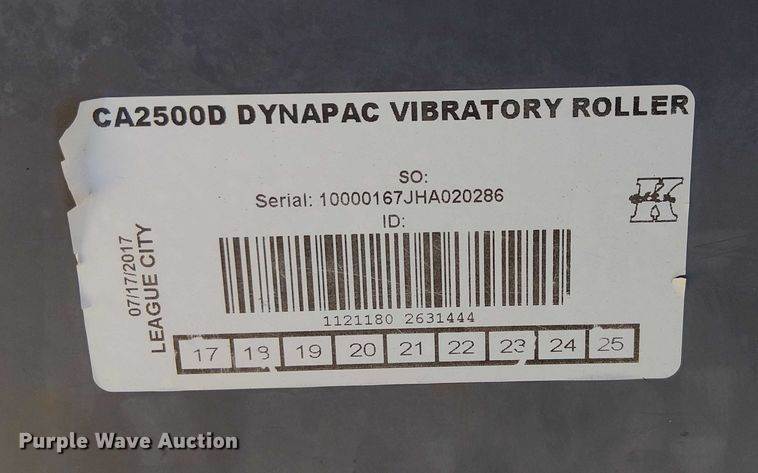 CA2500D DYNAPAC VIBRATORY ROLLER
SO:
Serial: 10000167JHA020286
ID:
07/17/2017
LEAGUE CITY
1121180 2631444
17 18 19 20 21 22 23 24 25
Purple Wave Auction